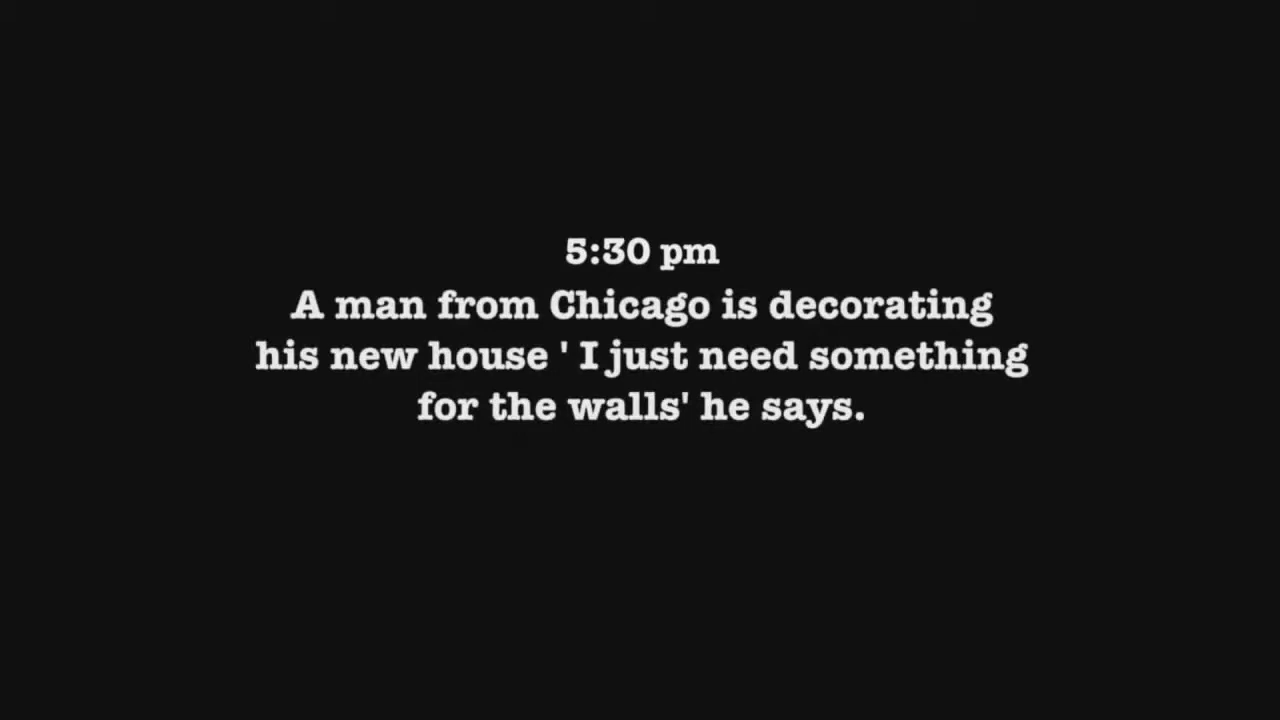 5:30 pm
A man from Chicago is decorating
his new house ' I just need something
for the walls' he says.